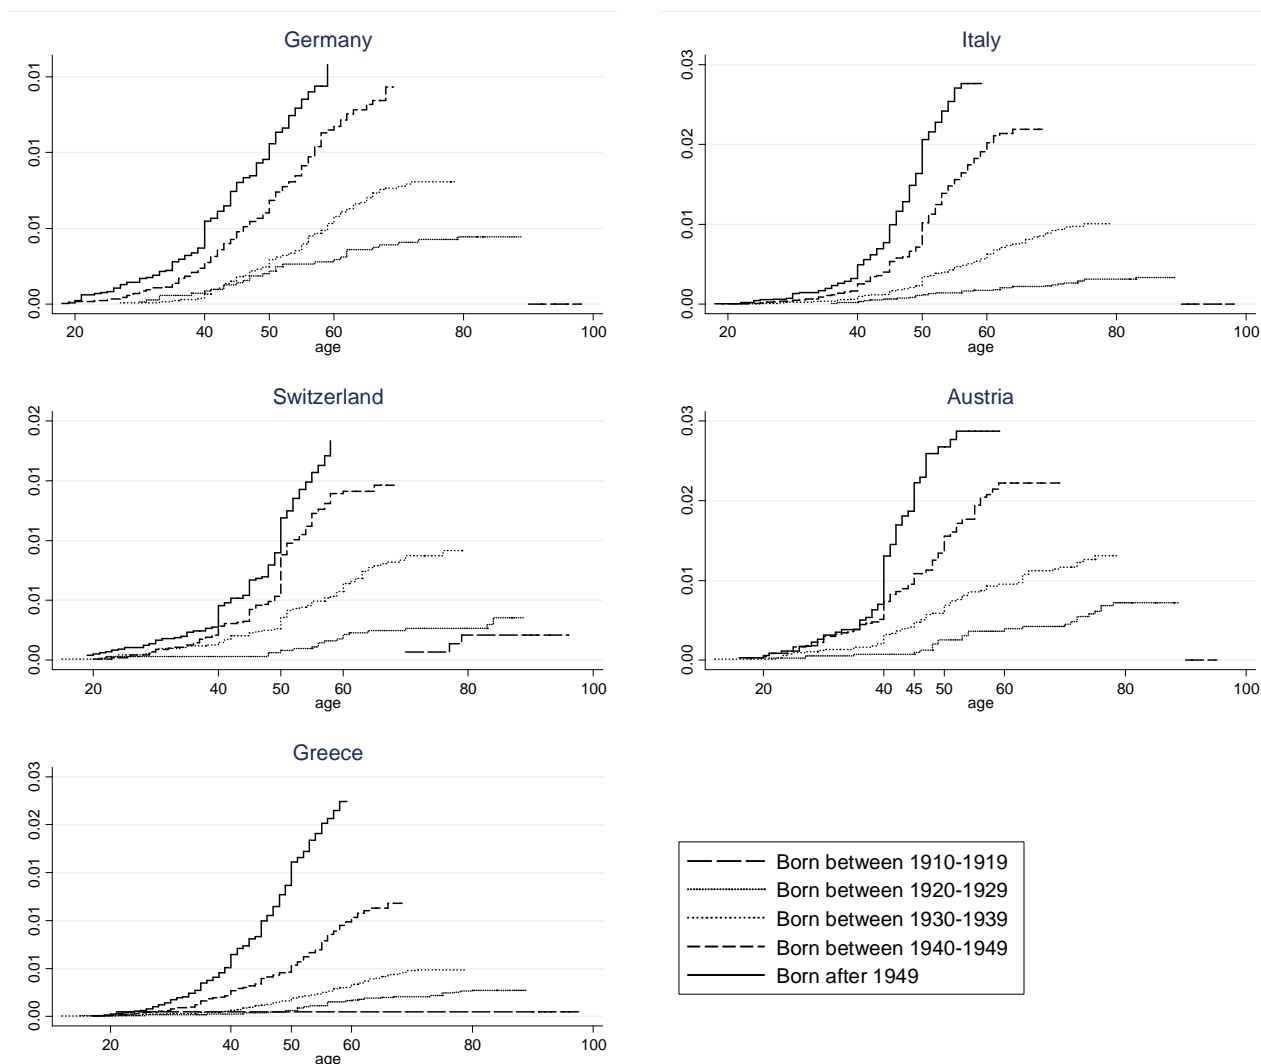 Germany
0.01
0.01
0.01
0.00
20 40 50 60 80 100
age
Italy
0.03
0.02
0.01
0.00
20 40 50 60 80 100
age
Switzerland
0.02
0.01
0.01
0.01
0.00
20 40 50 60 80 100
age
Austria
0.03
0.02
0.01
0.00
20 40 45 50 60 80 100
age
Greece
0.03
0.02
0.01
0.01
0.01
0.00
20 40 50 60 80 100
age
Born between 1910-1919
Born between 1920-1929
Born between 1930-1939
Born between 1940-1949
Born after 1949